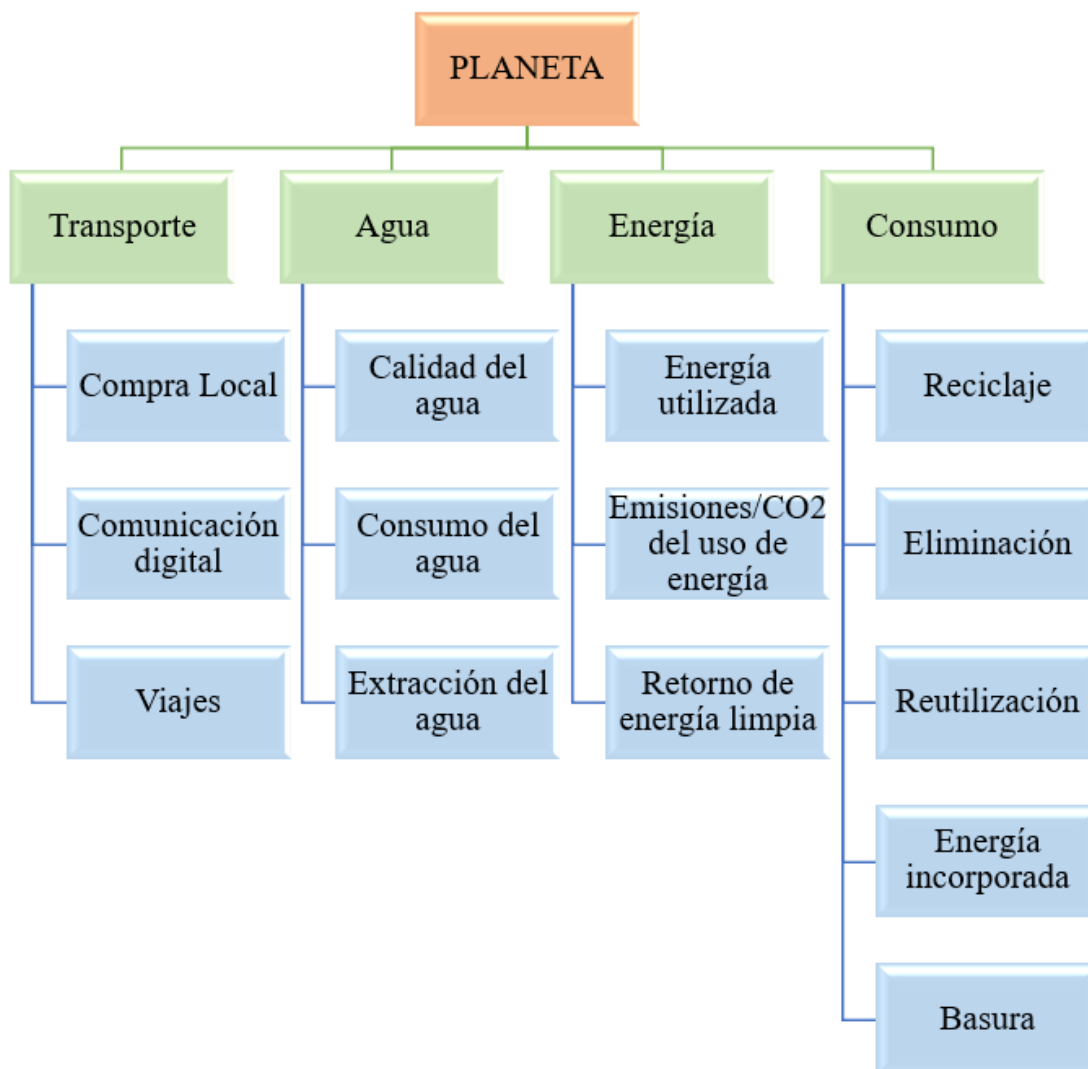 PLANETA
Transporte
Agua
Energía
Consumo
Compra Local
Comunicación
digital
Viajes
Calidad del
agua
Consumo del
agua
Extracción del
agua
Energía
utilizada
Emisiones/CO2
del uso de
energía
Retorno de
energía limpia
Reciclaje
Eliminación
Reutilización
Energía
incorporada
Basura